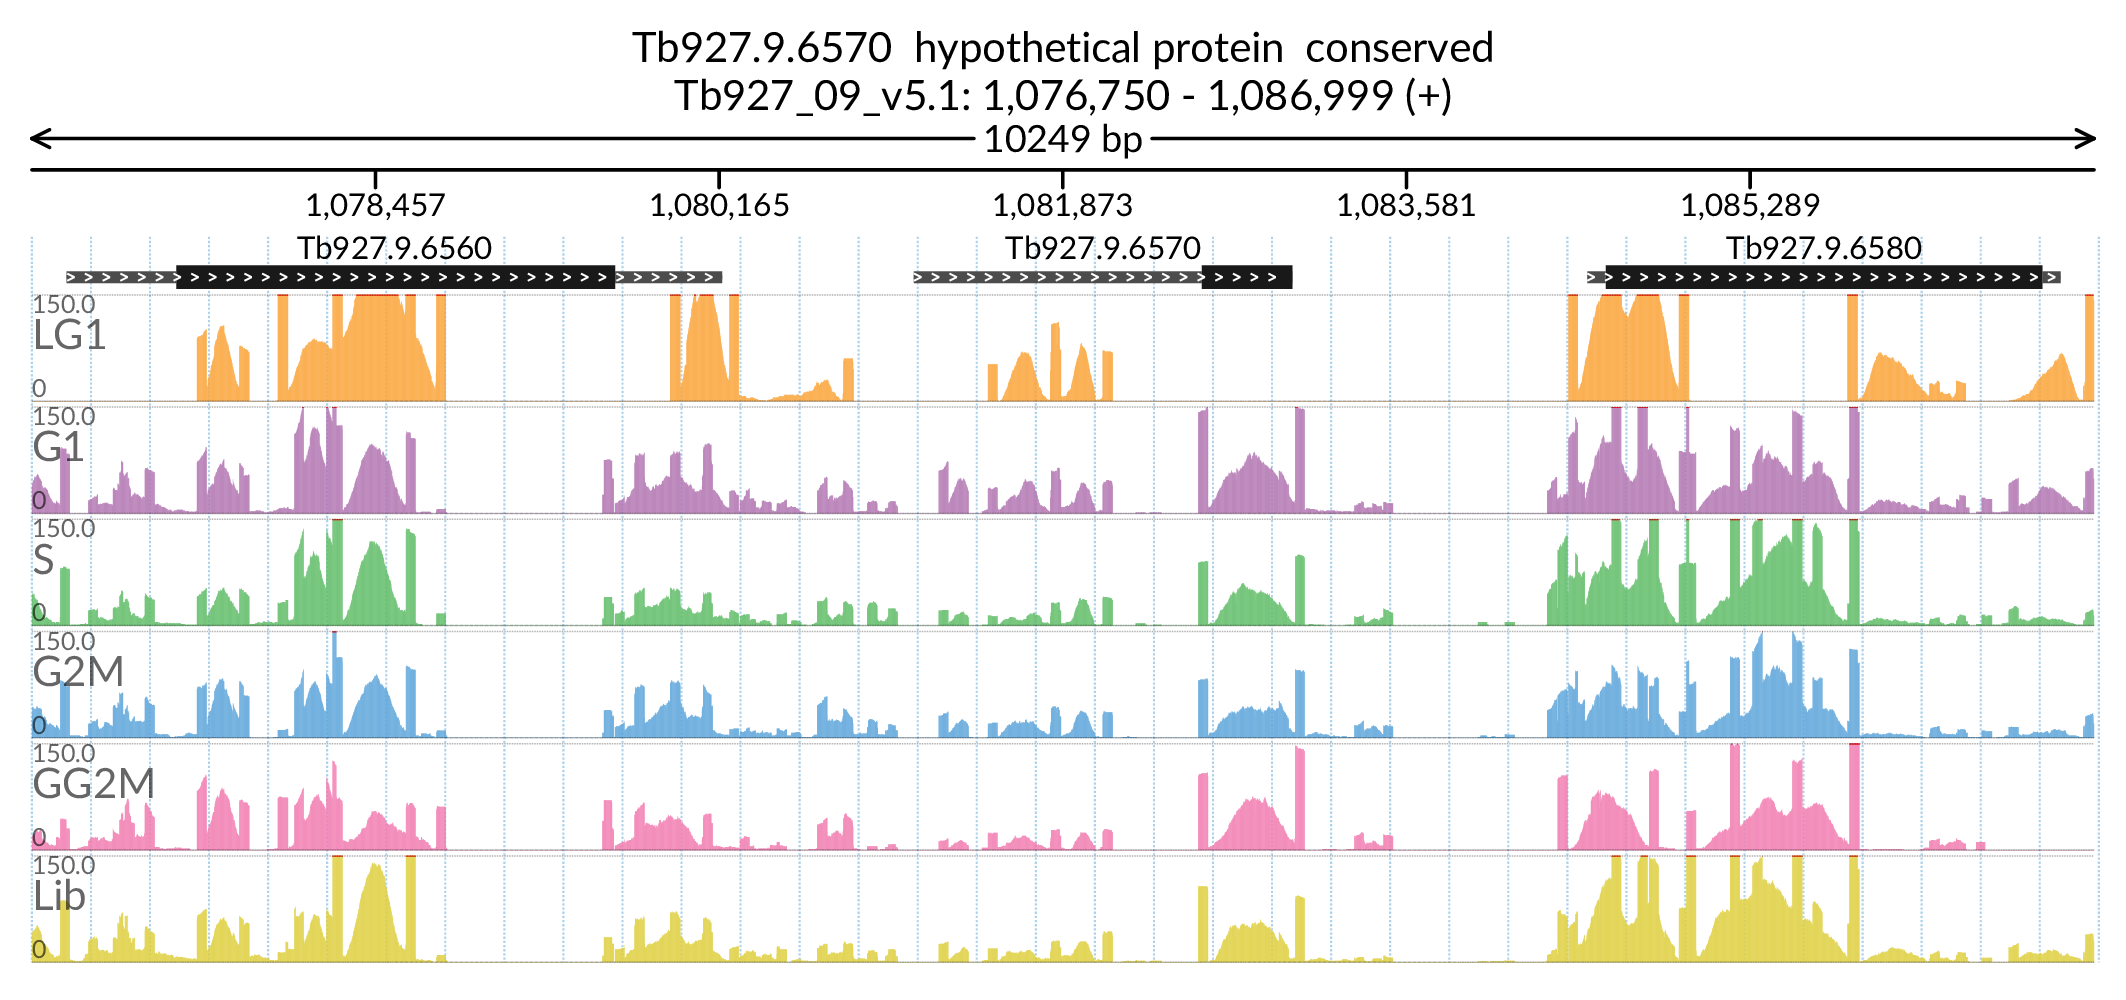 Tb927.9.6570 hypothetical protein conserved
Tb927_09_v5.1: 1,076,750 - 1,086,999 (+)
10249 bp
1,078,457 1,080,165 1,081,873 1,083,581 1,085,289
Tb927.9.6560 Tb927.9.6570 Tb927.9.6580
150.0
LG1
0
150.0
G1
0
150.0
S
0
150.0
G2M
0
150.0
GG2M
0
150.0
Lib
0